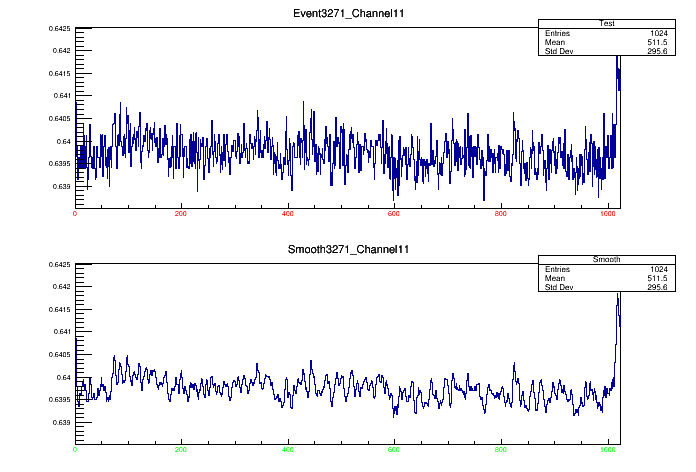 Event3271_Channel11
Test
Entries 1024
Mean 511.5
Std Dev 295.6
0.6425
0.642
0.6415
0.641
0.6405
0.64
0.6395
0.639
0 200 400 600 800 1000
Smooth3271_Channel11
Smooth
Entries 1024
Mean 511.5
Std Dev 295.6
0.6425
0.642
0.6415
0.641
0.6405
0.64
0.6395
0.639
0 200 400 600 800 1000